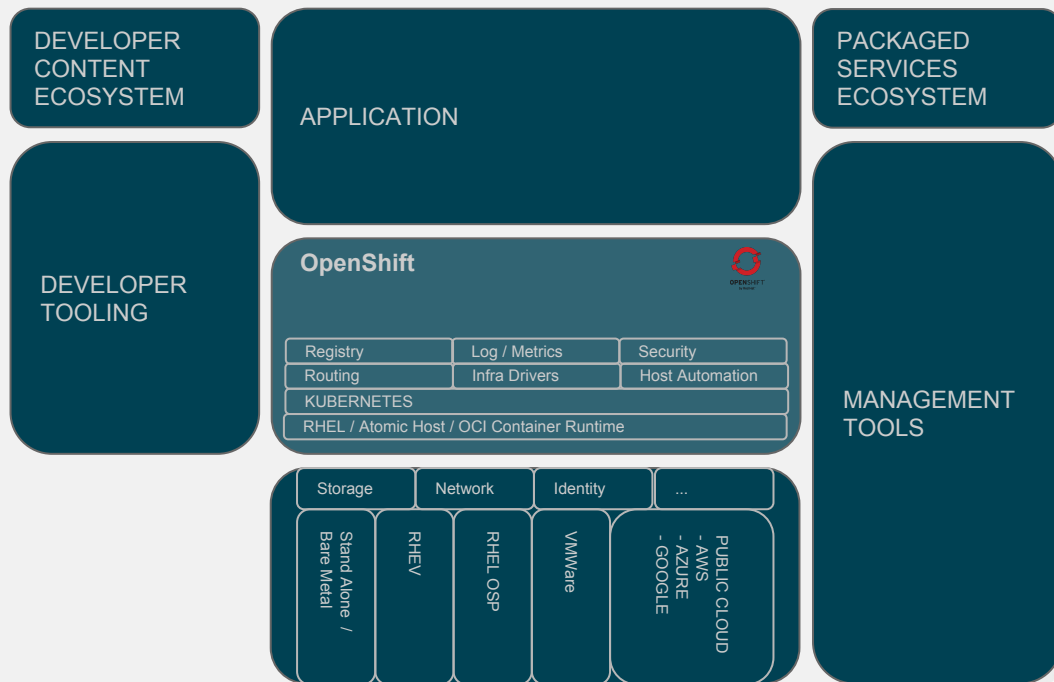 DEVELOPER
CONTENT
ECOSYSTEM
APPLICATION
PACKAGED
SERVICES
ECOSYSTEM
DEVELOPER
TOOLING
OpenShift
OPENSHIFT
Registry
Log / Metrics
Security
Routing
Infra Drivers
Host Automation
KUBERNETES
RHEL / Atomic Host / OCI Container Runtime
MANAGEMENT
TOOLS
Storage
Network
Identity
...
Stand Alone /
Bare Metal
RHEV
RHEL OSP
VMWare
PUBLIC CLOUD
- AWS
- AZURE
- GOOGLE